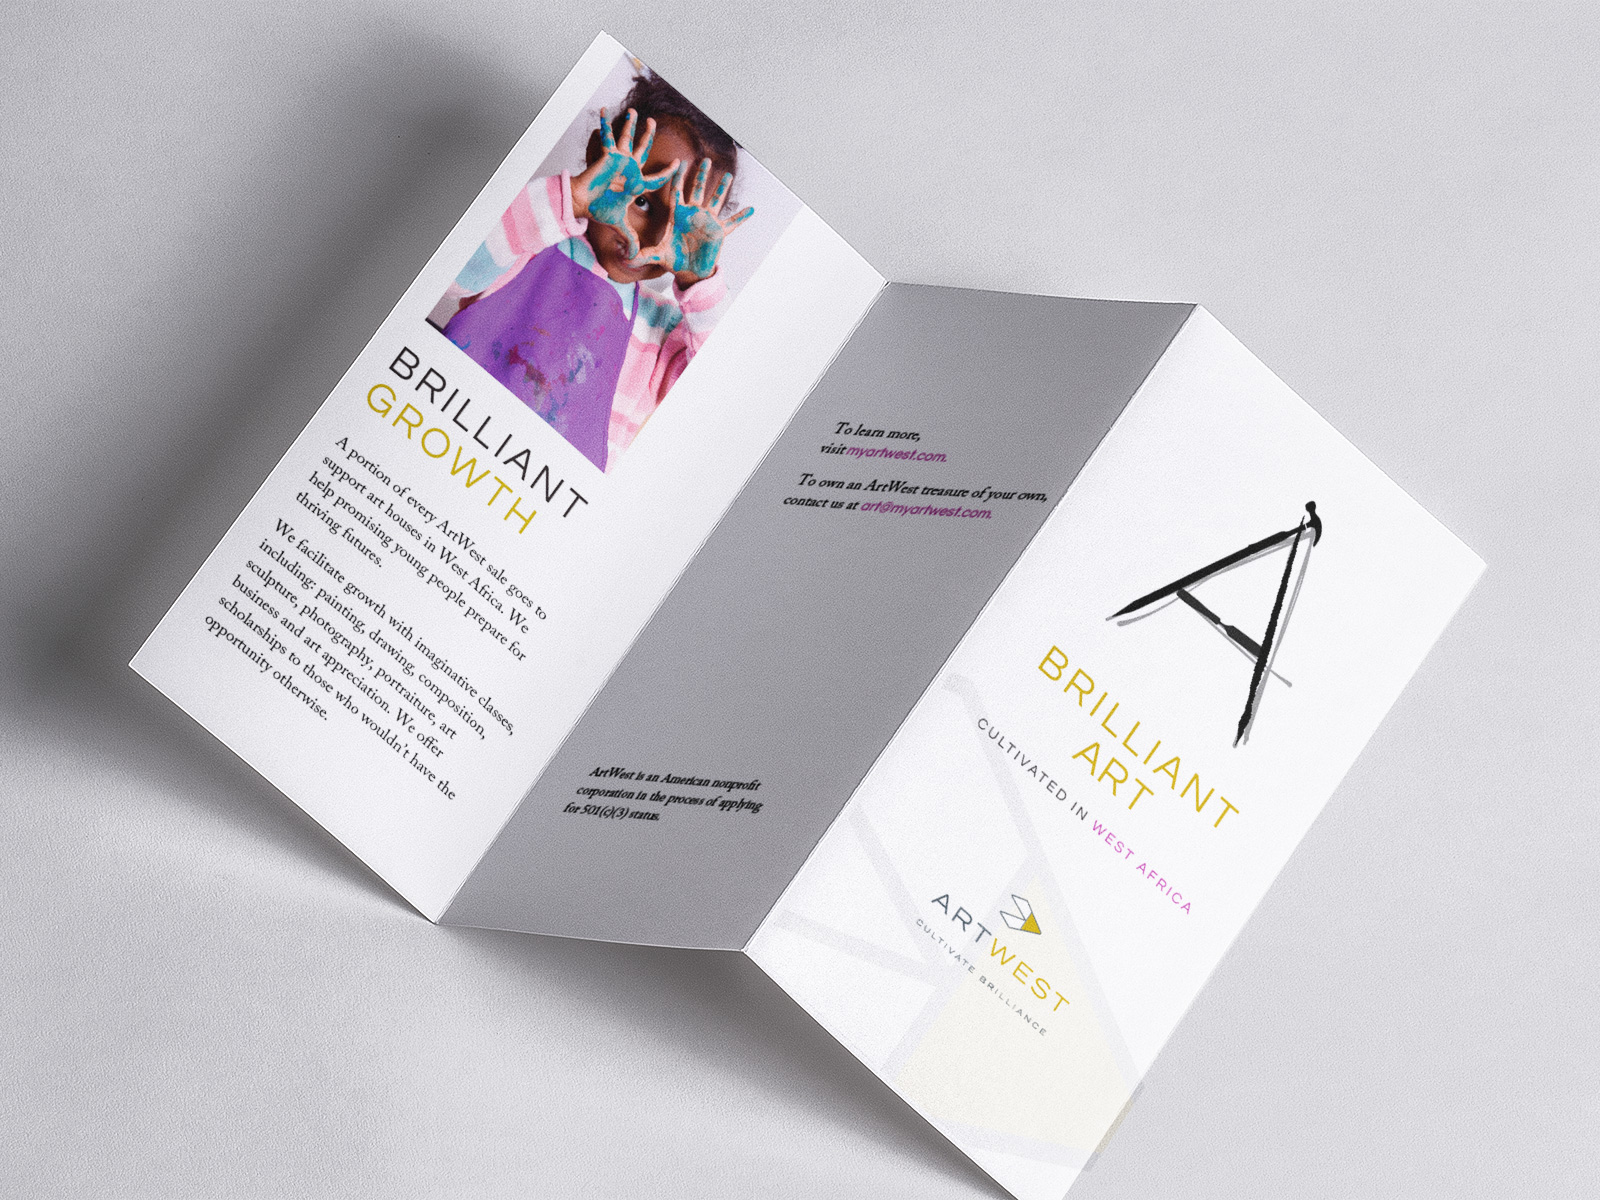 BRILLIANT
GROWTH
A portion of every ArtWest sale goes to
support art houses in West Africa. We
help promising young people prepare for
thriving futures.
We facilitate growth with imaginative classes,
including: painting, drawing, composition,
sculpture, photography, portraiture, art
business and art appreciation. We offer
scholarships to those who wouldn't have the
opportunity otherwise.
To learn more,
visit myartwest.com.
To own an ArtWest treasure of your own,
contact us at art@myartwest.com.
ArtWest is an American nonprofit
corporation in the process of applying
for 501(c)(3) status.
A
BRILLIANT
ART
CULTIVATED IN WEST AFRICA
ARTWEST
CULTIVATE BRILLIANCE